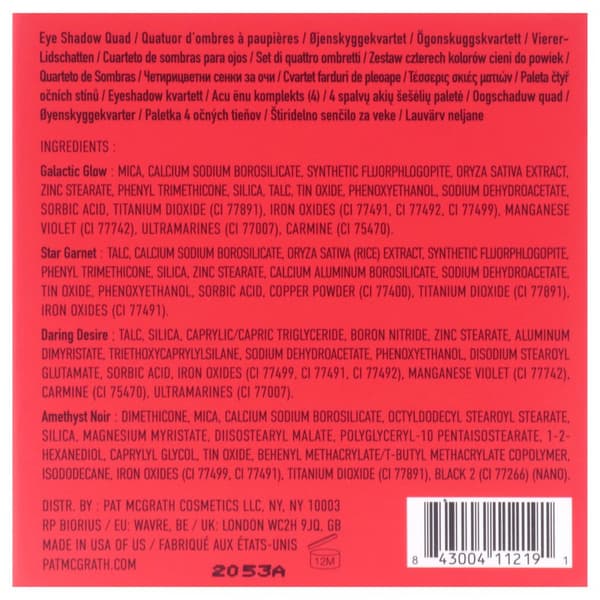 Eye Shadow Quad / Quatuor d'ombres à paupières / Øjenskyggekvartet / Ögonskuggskvartett / Vierer-
Lidschatten / Cuarteto de sombras para ojos / Set di quattro ombretti / Zestaw czterech kolorów cieni do powiek /
Quarteto de Sombras / Четирицветни сенки за очи / Cvartet farduri de pleoape / Τέσσερις σκιές ματιών / Paleta čtyř
očních stínů / Eyeshadow kvartett / Acu ēnu komplekts (4) / 4 spalvų akių šešėlių paletė / Oogschaduw quad /
Øyenskyggekvarter / Paletka 4 očných tieňov / Štiridelno senčilo za veke / Lauvärv neljane
INGREDIENTS :
Galactic Glow : MICA, CALCIUM SODIUM BOROSILICATE, SYNTHETIC FLUORPHLOGOPITE, ORYZA SATIVA EXTRACT,
ZINC STEARATE, PHENYL TRIMETHICONE, SILICA, TALC, TIN OXIDE, PHENOXYETHANOL, SODIUM DEHYDROACETATE,
SORBIC ACID, TITANIUM DIOXIDE (CI 77891), IRON OXIDES (CI 77491, CI 77492, CI 77499), MANGANESE
VIOLET (CI 77742), ULTRAMARINES (CI 77007), CARMINE (CI 75470).
Star Garnet : TALC, CALCIUM SODIUM BOROSILICATE, ORYZA SATIVA (RICE) EXTRACT, SYNTHETIC FLUORPHLOGOPITE,
PHENYL TRIMETHICONE, SILICA, ZINC STEARATE, CALCIUM ALUMINUM BOROSILICATE, SODIUM DEHYDROACETATE,
TIN OXIDE, PHENOXYETHANOL, SORBIC ACID, COPPER POWDER (CI 77400), TITANIUM DIOXIDE (CI 77891),
IRON OXIDES (CI 77491).
Daring Desire : TALC, SILICA, CAPRYLIC/CAPRIC TRIGLYCERIDE, BORON NITRIDE, ZINC STEARATE, ALUMINUM
DIMYRISTATE, TRIETHOXYCAPRYLYLSILANE, SODIUM DEHYDROACETATE, PHENOXYETHANOL, DISODIUM STEAROYL
GLUTAMATE, SORBIC ACID, IRON OXIDES (CI 77499, CI 77491, CI 77492), MANGANESE VIOLET (CI 77742),
CARMINE (CI 75470), ULTRAMARINES (CI 77007).
Amethyst Noir : DIMETHICONE, MICA, CALCIUM SODIUM BOROSILICATE, OCTYLDODECYL STEAROYL STEARATE,
SILICA, MAGNESIUM MYRISTATE, DIISOSTEARYL MALATE, POLYGLYCERYL-10 PENTAISOSTEARATE, 1-2-
HEXANEDIOL, CAPRYLYL GLYCOL, TIN OXIDE, BEHENYL METHACRYLATE/T-BUTYL METHACRYLATE COPOLYMER,
ISODODECANE, IRON OXIDES (CI 77499, CI 77491), TITANIUM DIOXIDE (CI 77891), BLACK 2 (CI 77266) (NANO).
DISTR. BY : PAT MCGRATH COSMETICS LLC, NY, NY 10003
RP BIORIUS / EU: WAVRE, BE / UK: LONDON WC2H 9JQ, GB
MADE IN USA OF US / FABRIQUÉ AUX ÉTATS-UNIS
PATMCGRATH.COM
2053A
12M
8 43004 11219 1